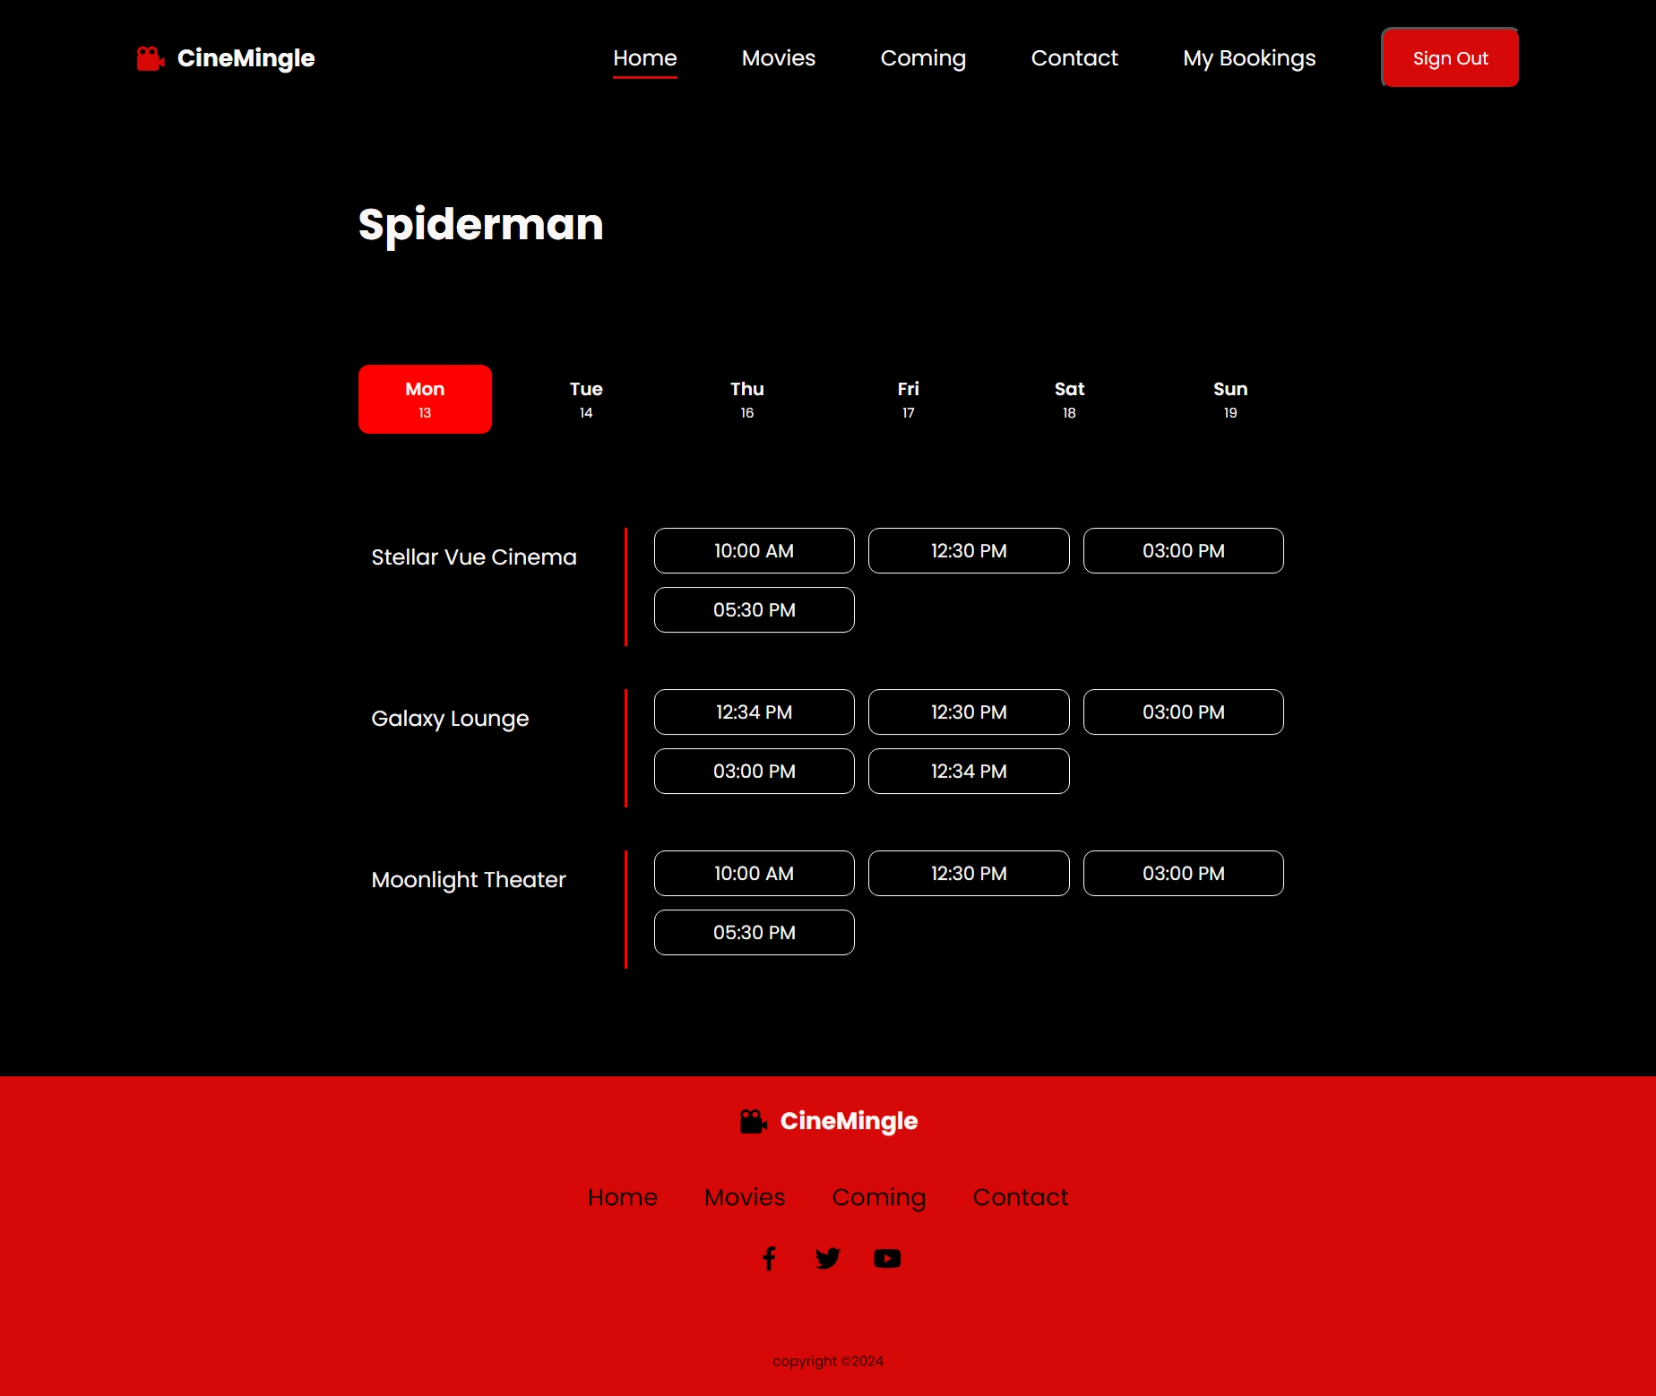 CineMingle
Home Movies Coming Contact My Bookings Sign Out
Spiderman
Mon Tue Thu Fri Sat Sun
13 14 16 17 18 19
Stellar Vue Cinema
10:00 AM 12:30 PM 03:00 PM
05:30 PM
Galaxy Lounge
12:34 PM 12:30 PM 03:00 PM
03:00 PM 12:34 PM
Moonlight Theater
10:00 AM 12:30 PM 03:00 PM
05:30 PM
CineMingle
Home Movies Coming Contact
copyright ©2024